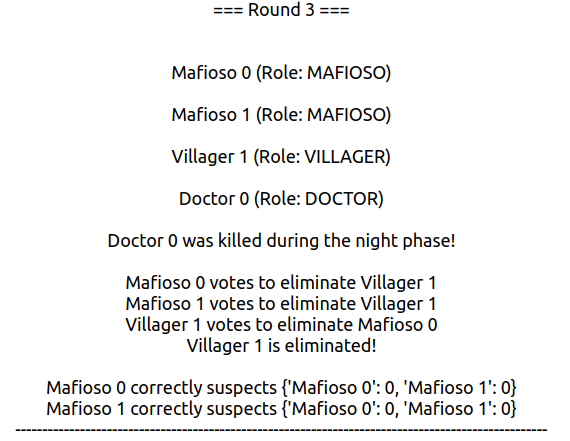 === Round 3 ===
Mafioso 0 (Role: MAFIOSO)
Mafioso 1 (Role: MAFIOSO)
Villager 1 (Role: VILLAGER)
Doctor 0 (Role: DOCTOR)
Doctor 0 was killed during the night phase!
Mafioso 0 votes to eliminate Villager 1
Mafioso 1 votes to eliminate Villager 1
Villager 1 votes to eliminate Mafioso 0
Villager 1 is eliminated!
Mafioso 0 correctly suspects {'Mafioso 0': 0, 'Mafioso 1': 0}
Mafioso 1 correctly suspects {'Mafioso 0': 0, 'Mafioso 1': 0}
----------------------------------------------------------------------------------------------------